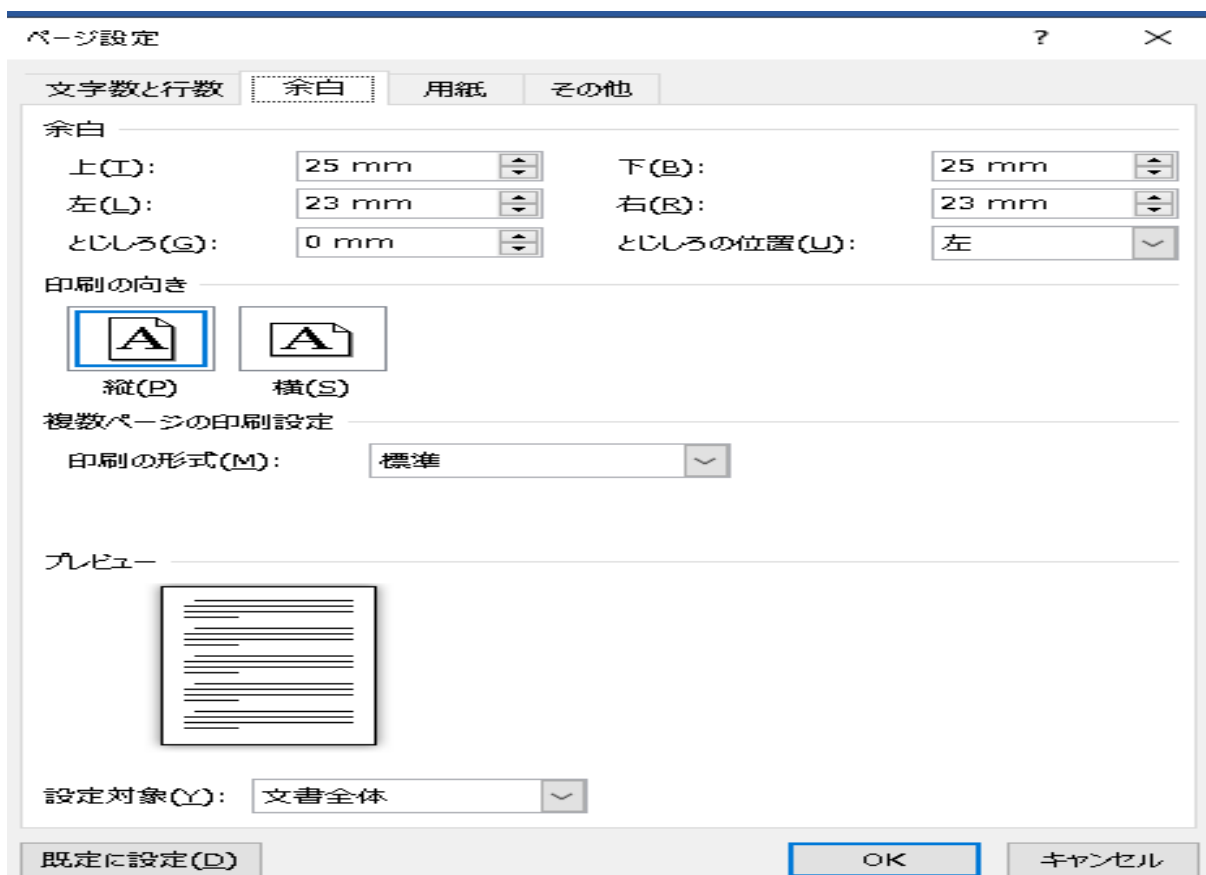 ページ設定 ? ×
文字数と行数 余白 用紙 その他
余白
上(T): 25 mm 下(B): 25 mm
左(L): 23 mm 右(R): 23 mm
とじしろ(G): 0 mm とじしろの位置(U): 左
印刷の向き
A A
縦(P) 横(S)
複数ページの印刷設定
印刷の形式(M): 標準
プレビュー
設定対象(Y): 文書全体
既定に設定(D) OK キャンセル